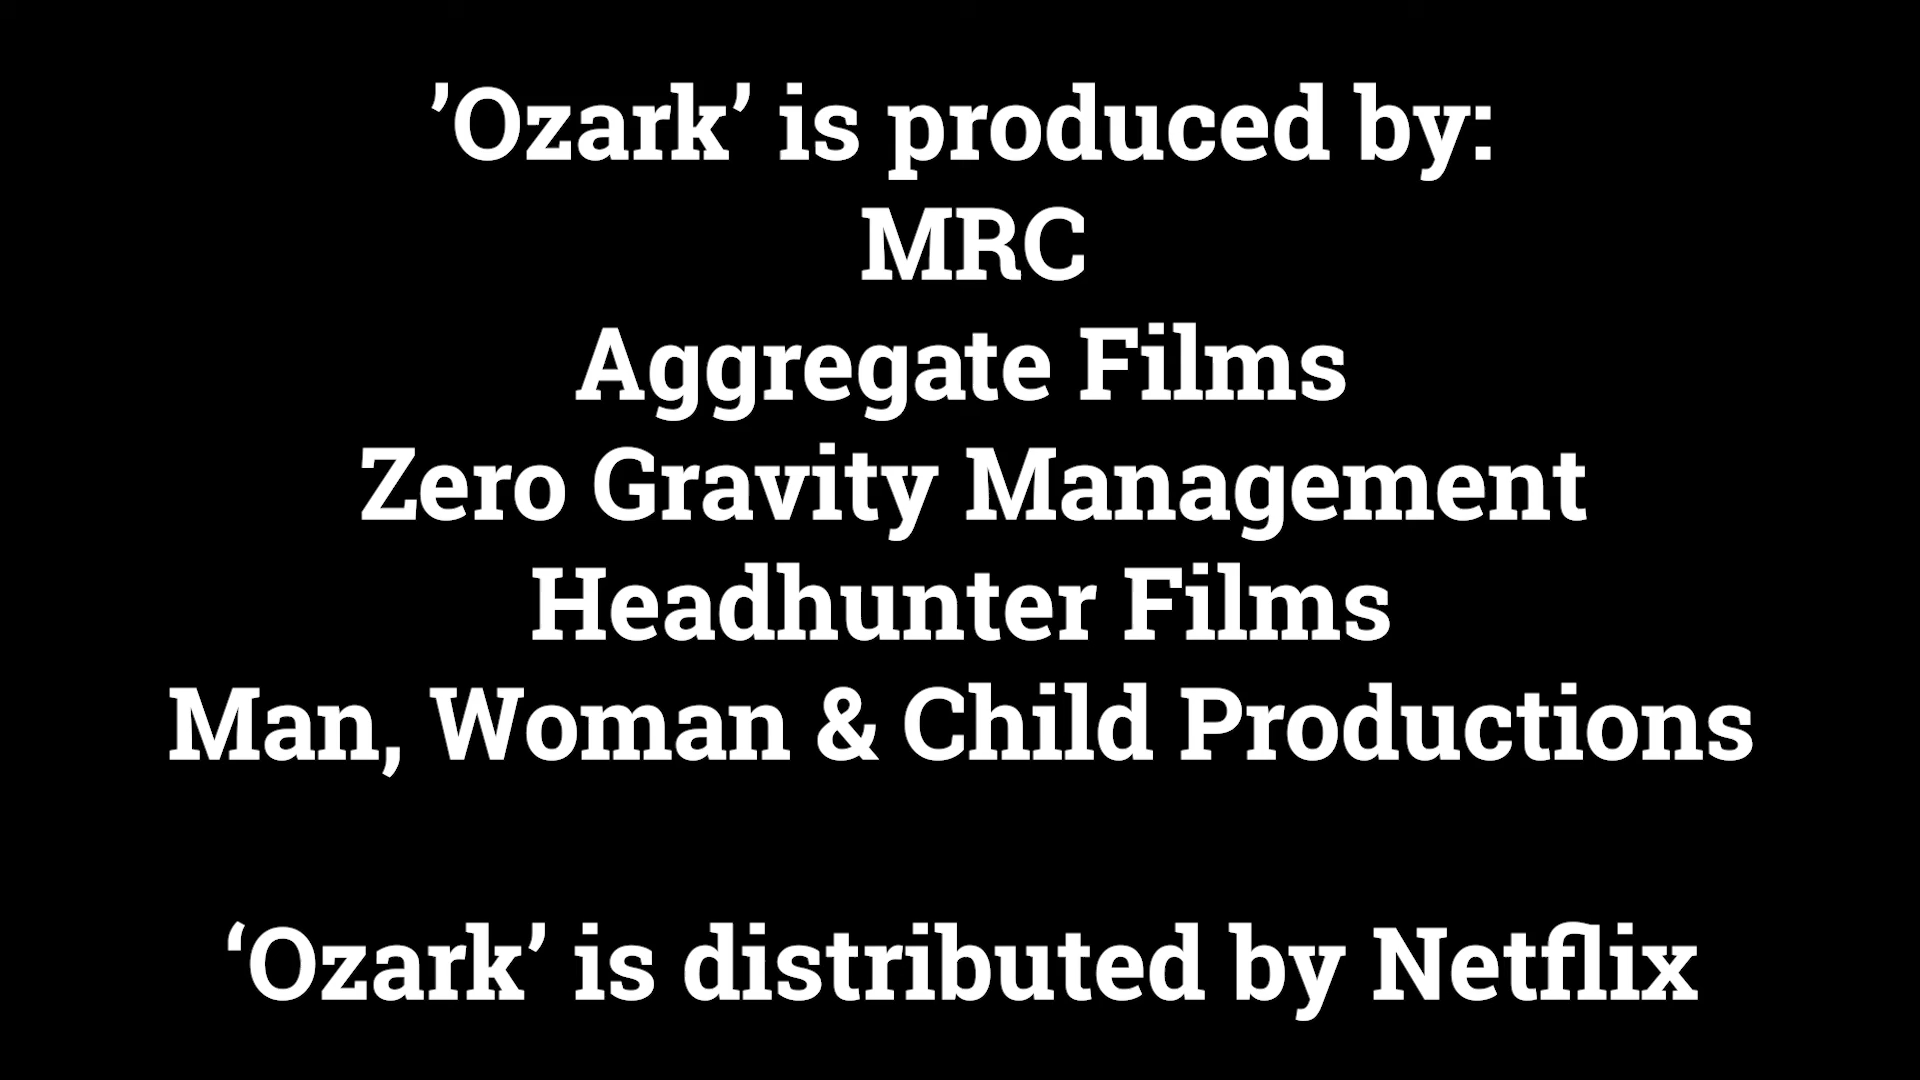 ’Ozark’ is produced by:
MRC
Aggregate Films
Zero Gravity Management
Headhunter Films
Man, Woman & Child Productions
‘Ozark’ is distributed by Netflix